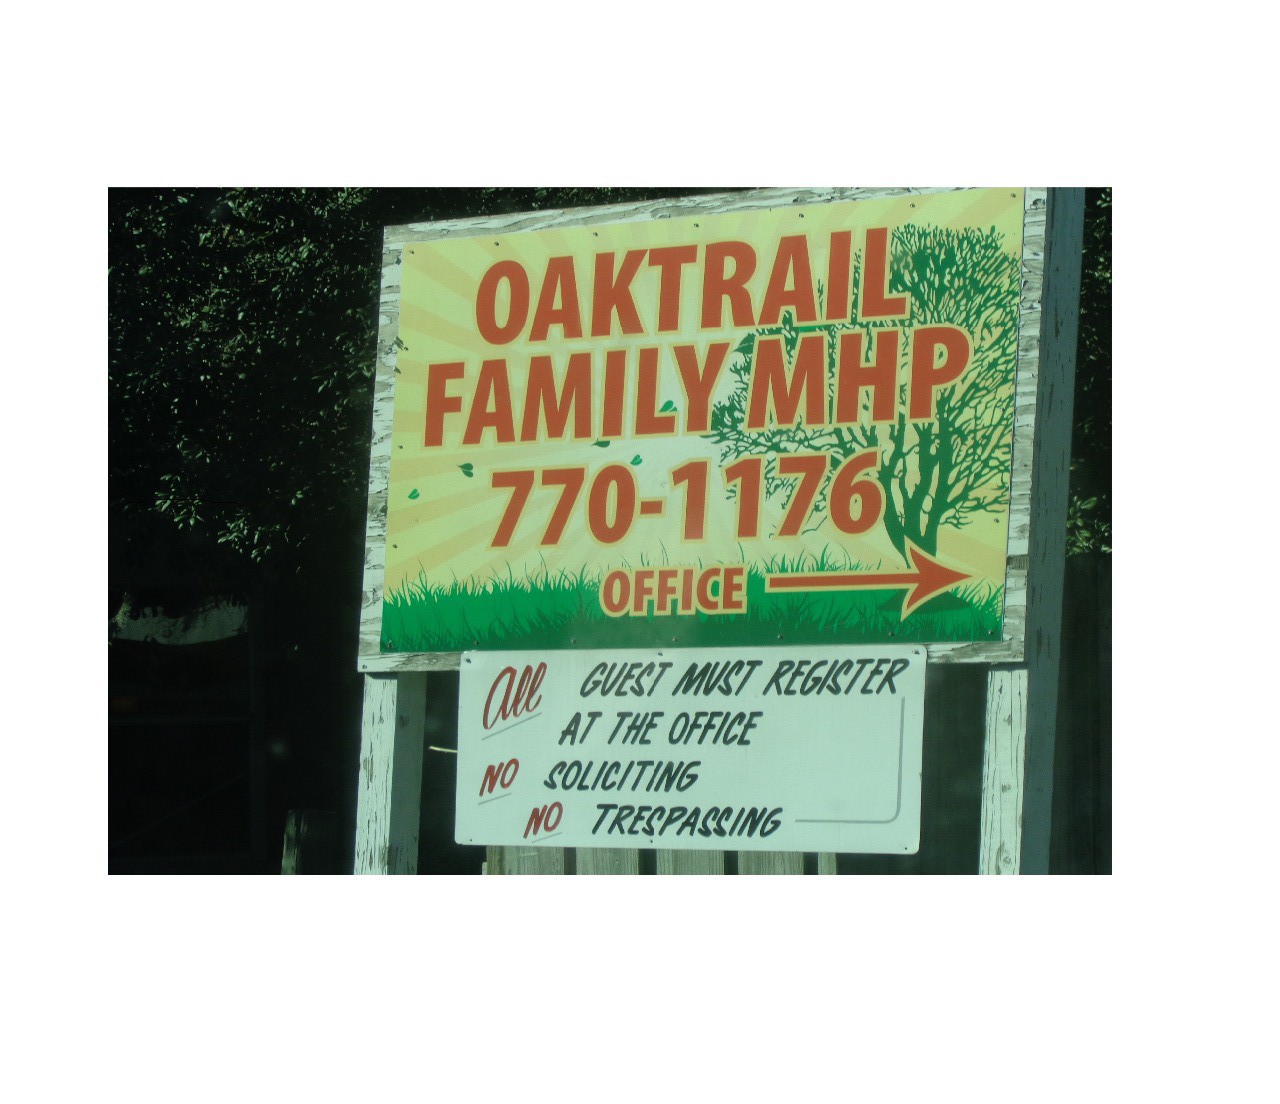 OAKTRAIL
FAMILY MHP
770-1176
OFFICE
All GUEST MUST REGISTER
AT THE OFFICE
NO SOLICITING
NO TRESPASSING